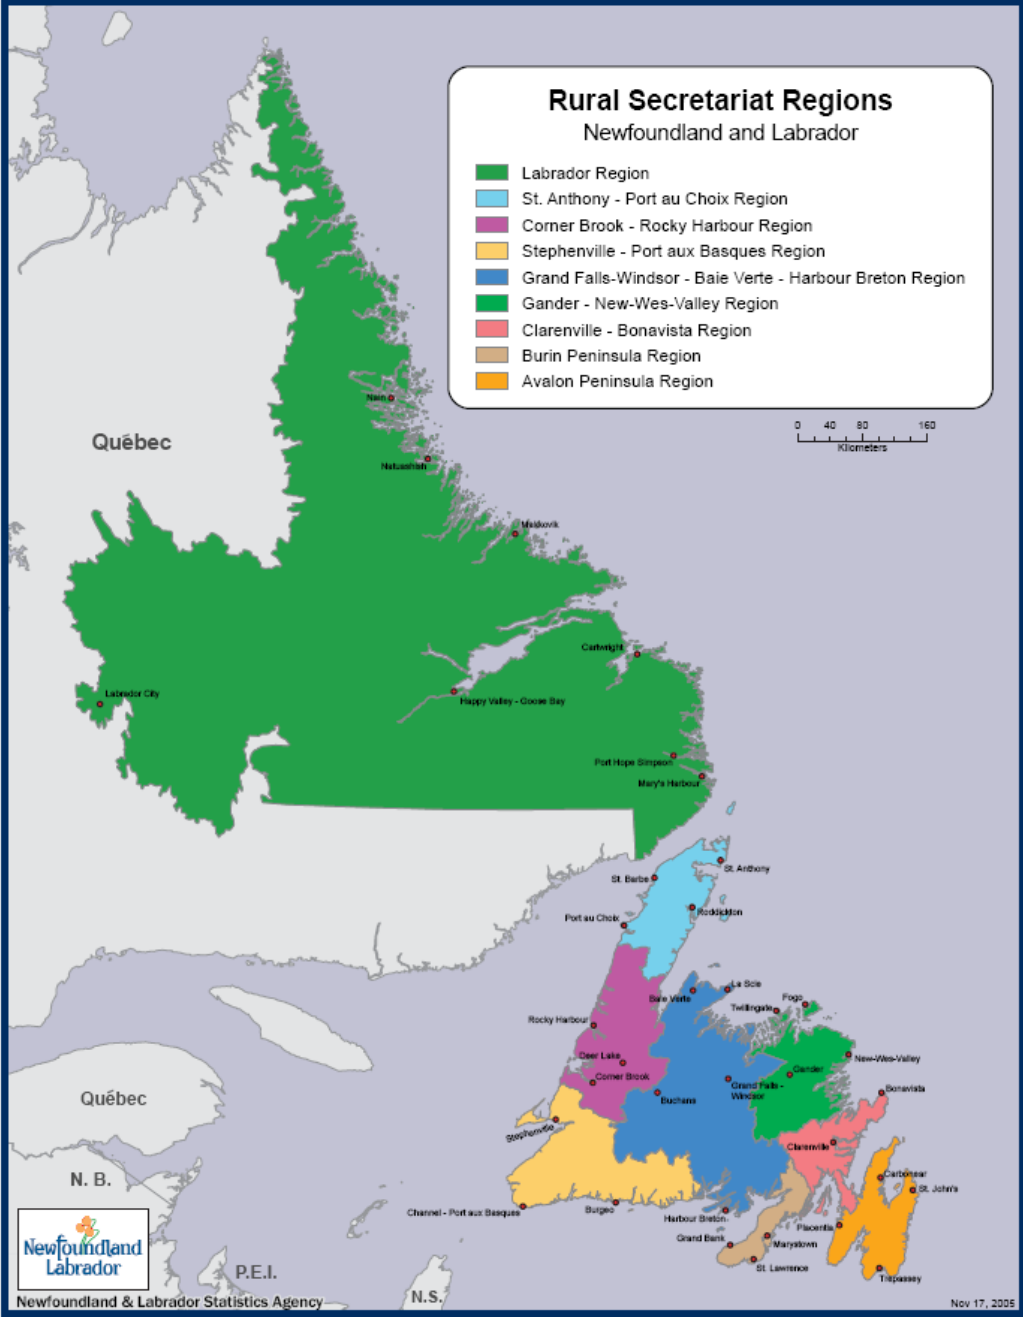 Rural Secretariat Regions
Newfoundland and Labrador
Labrador Region
St. Anthony - Port au Choix Region
Corner Brook - Rocky Harbour Region
Stephenville - Port aux Basques Region
Grand Falls-Windsor - Baie Verte - Harbour Breton Region
Gander - New-Wes-Valley Region
Clarenville - Bonavista Region
Burin Peninsula Region
Avalon Peninsula Region
Nain
0 40 80 160
Kilometers
Québec
Natuashish
Makkovik
Cartwright
Labrador City
Happy Valley - Goose Bay
Port Hope Simpson
Mary's Harbour
St. Anthony
St. Barbe
Roddickton
Port au Choix
La Scie
Baie Verte
Fogo
Twillingate
Rocky Harbour
Deer Lake
New-Wes-Valley
Gander
Corner Brook
Grand Falls -
Windsor
Bonavista
Buchans
Québec
Stephenville
Clarenville
Carbonear
N. B.
St. John's
Channel - Port aux Basques
Burgeo
Harbour Breton
Placentia
Grand Bank
Marystown
St. Lawrence
Trepassey
Newfoundland
Labrador
P.E.I.
N.S.
Newfoundland & Labrador Statistics Agency
Nov 17, 2005